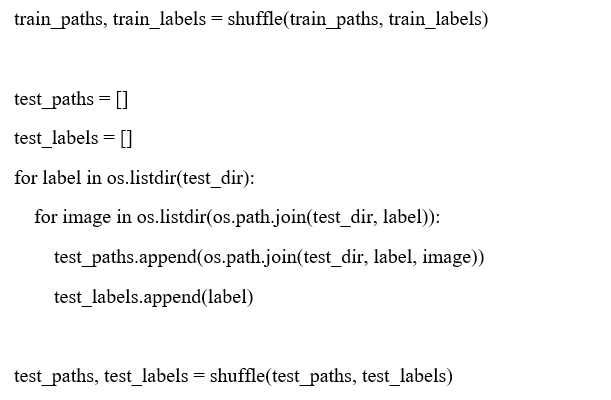 train_paths, train_labels = shuffle(train_paths, train_labels)
test_paths = []
test_labels = []
for label in os.listdir(test_dir):
    for image in os.listdir(os.path.join(test_dir, label)):
        test_paths.append(os.path.join(test_dir, label, image))
        test_labels.append(label)
test_paths, test_labels = shuffle(test_paths, test_labels)